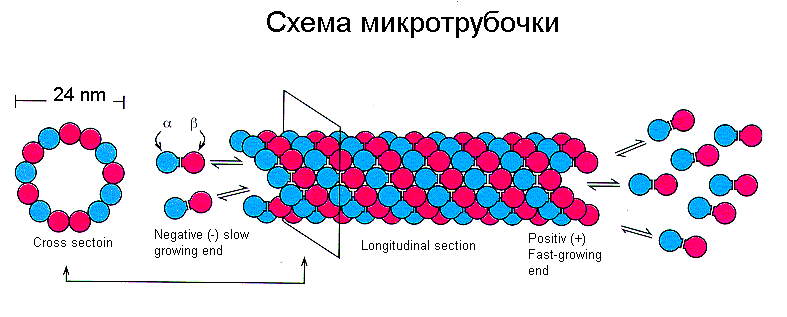 Схема микротрубочки
24 nm
α
β
Cross sectoin
Negative (-) slow
growing end
Longitudinal section
Positiv (+)
Fast-growing
end